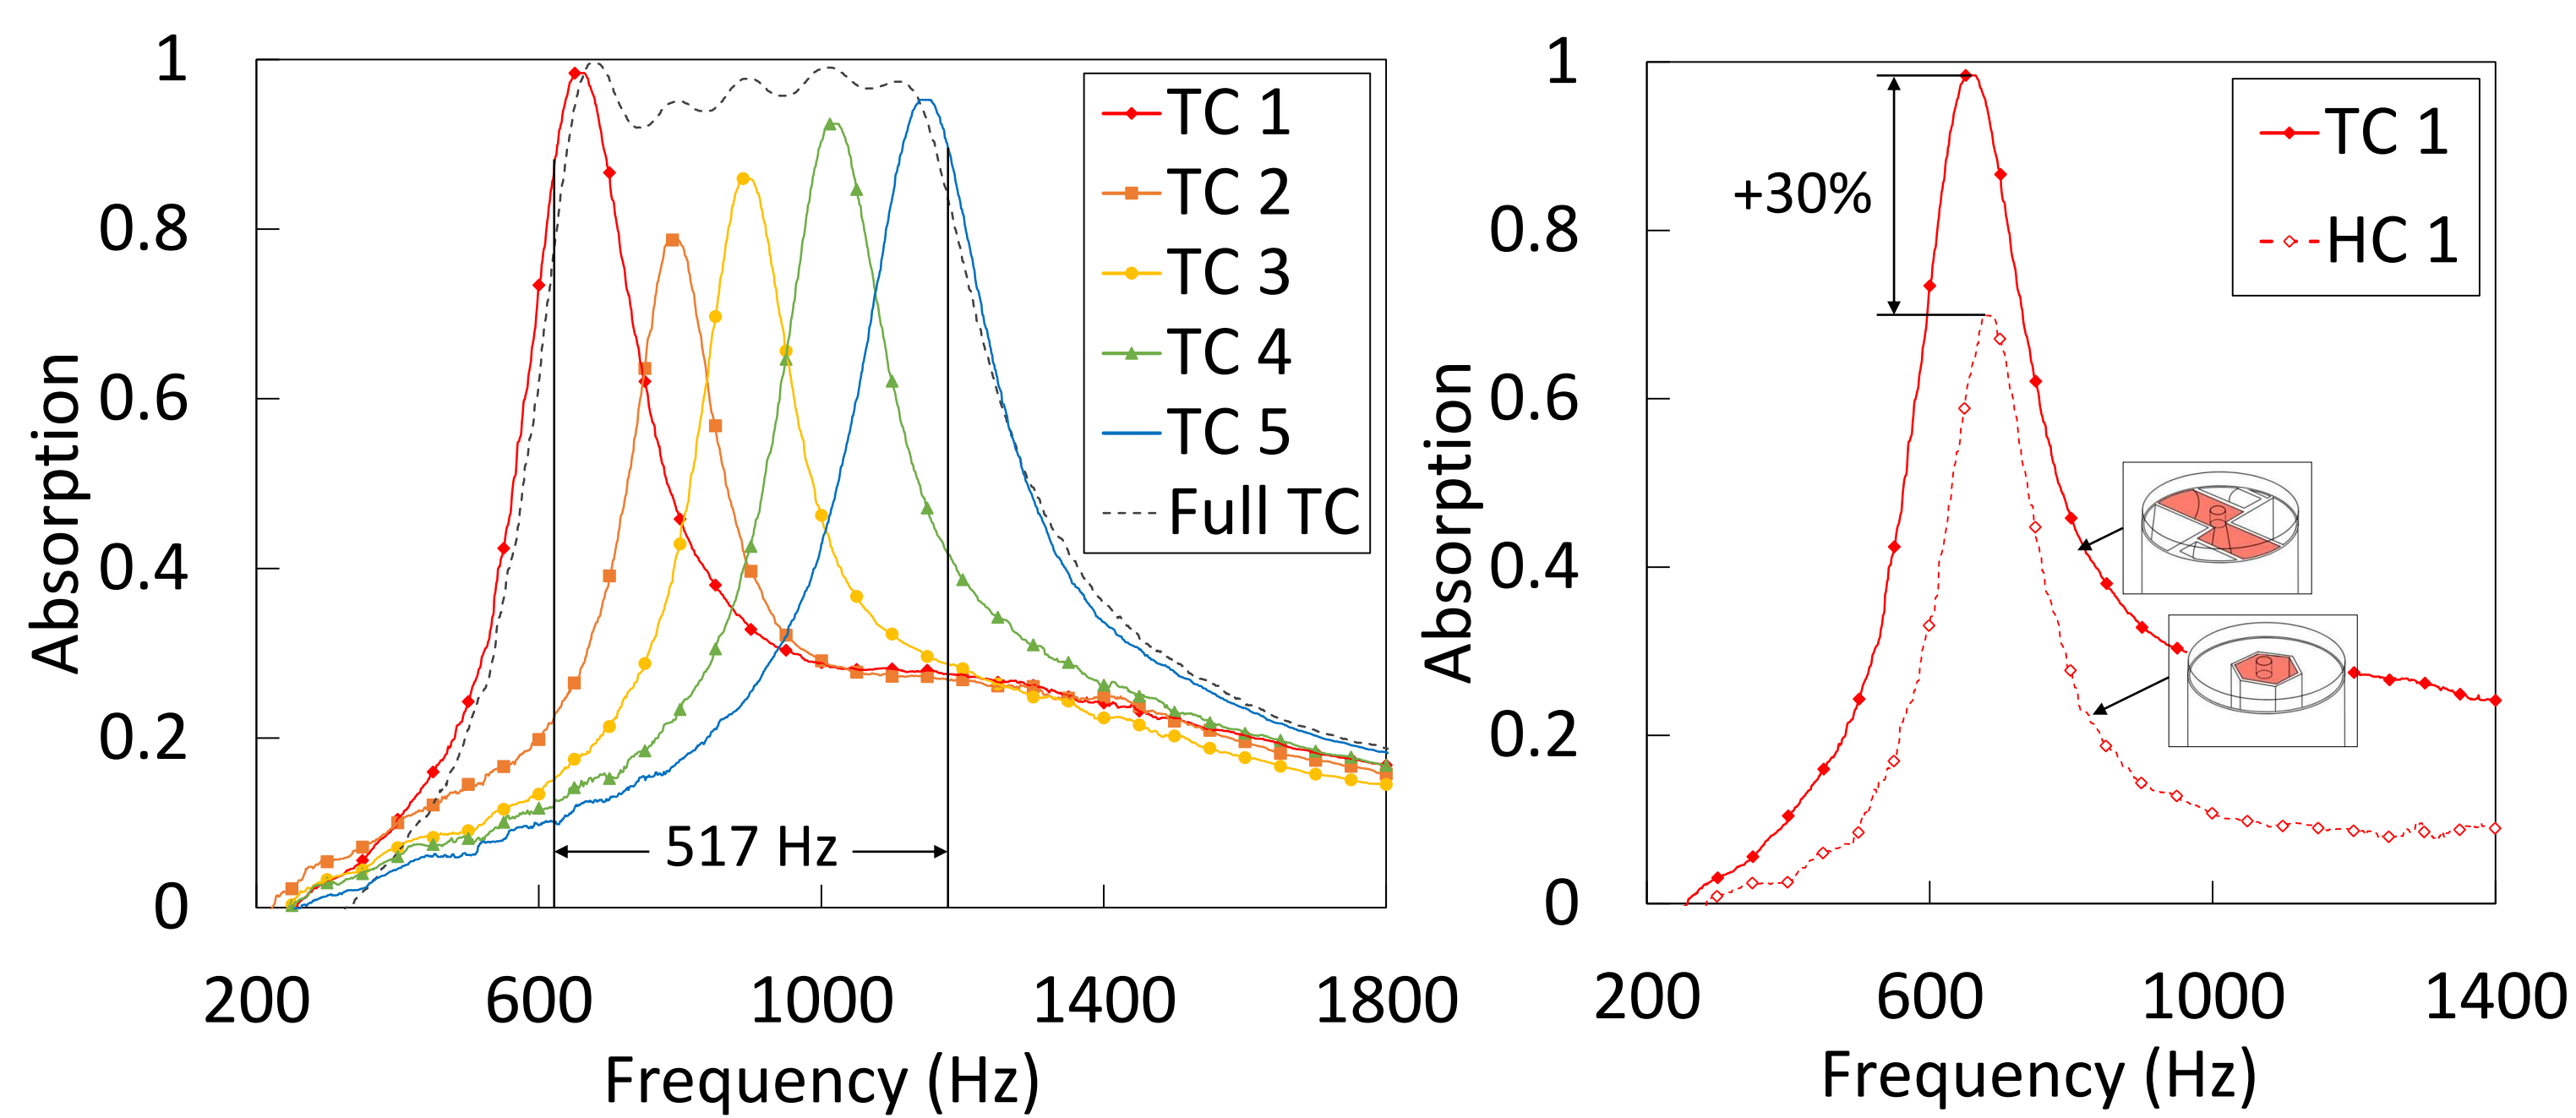 1
0.8
0.6
0.4
0.2
0
200
600
1000
1400
1800
Absorption
Frequency (Hz)
TC 1
TC 2
TC 3
TC 4
TC 5
Full TC
517 Hz
1
0.8
0.6
0.4
0.2
0
200
600
1000
1400
Absorption
Frequency (Hz)
+30%
TC 1
HC 1